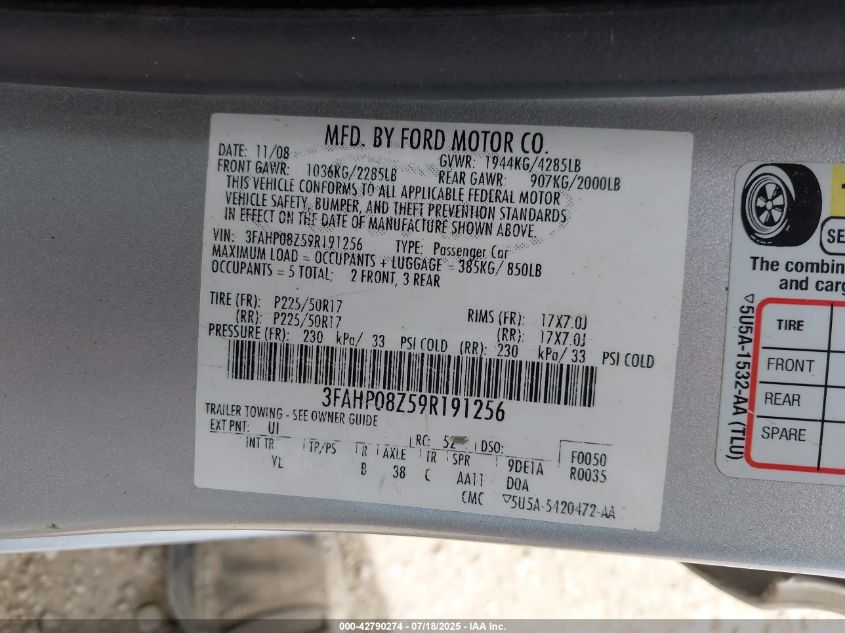 MFD. BY FORD MOTOR CO.
DATE: 11/08 GVWR: 1944KG/4285LB
FRONT GAWR: 1036KG/2285LB REAR GAWR: 907KG/2000LB
THIS VEHICLE CONFORMS TO ALL APPLICABLE FEDERAL MOTOR
VEHICLE SAFETY, BUMPER, AND THEFT PREVENTION STANDARDS
IN EFFECT ON THE DATE OF MANUFACTURE SHOWN ABOVE.
VIN: 3FAHP08Z59R191256 TYPE: Passenger Car
MAXIMUM LOAD = OCCUPANTS + LUGGAGE = 385KG/ 850LB
OCCUPANTS = 5 TOTAL; 2 FRONT, 3 REAR
TIRE (FR): P225/50R17 RIMS (FR): 17X7.0J
(RR): P225/50R17 (RR): 17X7.0J
PRESSURE (FR): 230 kPa/ 33 PSI COLD (RR): 230 kPa/ 33 PSI COLD
3FAHP08Z59R191256
TRAILER TOWING - SEE OWNER GUIDE
EXT PNT: UI RC: 52 DSO: F0050
INT TR TP/PS R AXLE TR SPR 9DE1A R0035
YL B 38 C AAT1 DOA
CMC ▽5U5A-5420472-AA
SE
The combin
and carg
TIRE
FRONT
REAR
SPARE
▽5U5A-1532-AA (TLU)
000-42790274 - 07/18/2025 - IAA Inc.